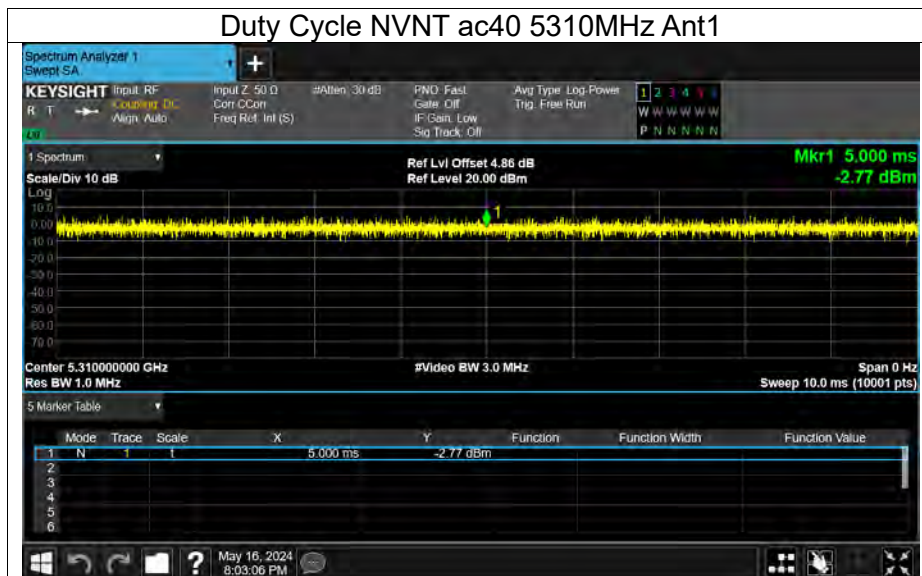 Duty Cycle NVNT ac40 5310MHz Ant1
Spectrum Analyzer 1
Swept SA
+
KEYSIGHT Input: RF Input Z: 50 Ω #Atten: 30 dB PNO: Fast Avg Type: Log-Power 1 2 3 4 5 6
R T Coupling: DC Corr CCorr Gate: Off Trig: Free Run W W W W W W
Align: Auto Freq Ref: Int (S) IF Gain: Low
Sig Track: Off P N N N N N
1 Spectrum Ref Lvl Offset 4.86 dB Mkr1 5.000 ms
Scale/Div 10 dB Ref Level 20.00 dBm -2.77 dBm
Log
10.0
0.00
-10.0
-20.0
-30.0
-40.0
-50.0
-60.0
-70.0
1
Center 5.310000000 GHz #Video BW 3.0 MHz Span 0 Hz
Res BW 1.0 MHz Sweep 10.0 ms (10001 pts)
5 Marker Table
Mode Trace Scale X Y Function Function Width Function Value
1 N 1 t 5.000 ms -2.77 dBm
2
3
4
5
6
? May 16, 2024
8:03:06 PM